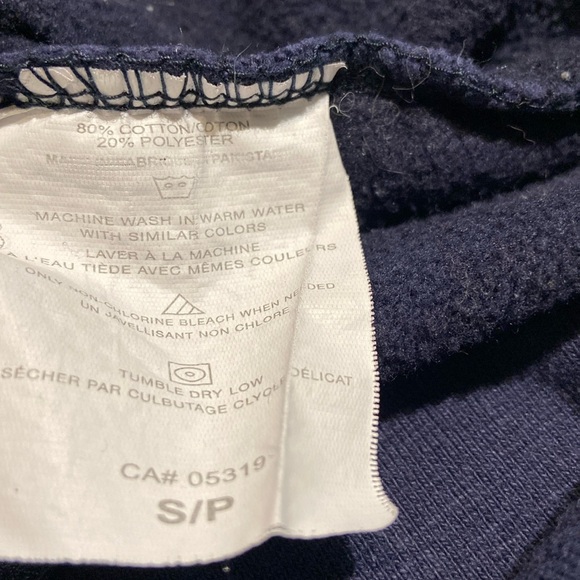 80% COTTON/COTON
20% POLYESTER
MACHINE WASH IN WARM WATER
WITH SIMILAR COLORS
LAVER À LA MACHINE
À L'EAU TIÈDE AVEC MÊMES COULEURS
ONLY NON-CHLORINE BLEACH WHEN NEEDED
UN JAVELLISANT NON CHLORÉ
TUMBLE DRY LOW
SÉCHER PAR CULBUTAGE CYCLE DÉLICAT
CA# 05319
S/P